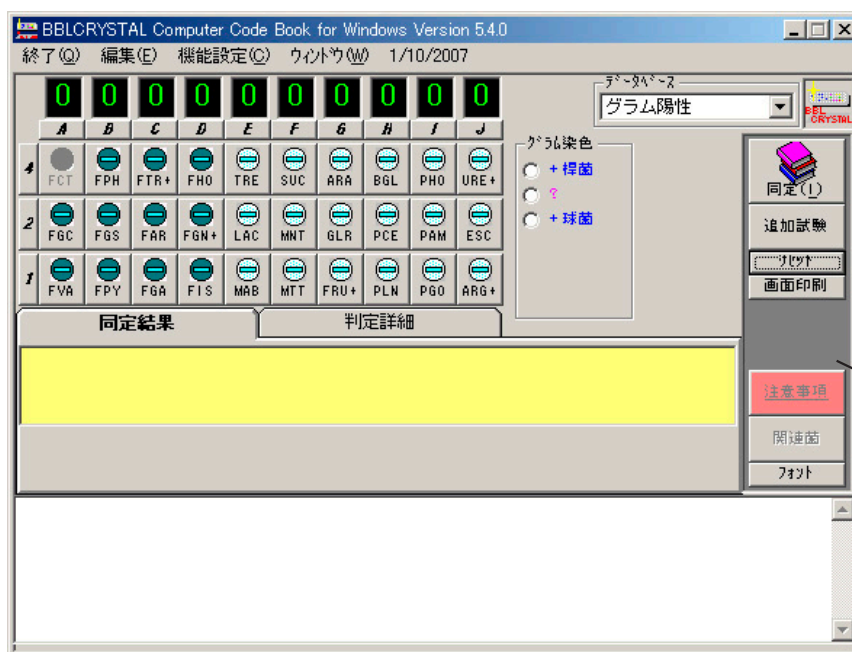 BBLCRYSTAL Computer Code Book for Windows Version 5.4.0
終了(Q) 編集(E) 機能設定(C) ウィンドウ(W) 1/10/2007
0 0 0 0 0 0 0 0 0 0
A B C D E F G H I J
データベース
グラム陽性
BBL CRYSTAL
4 FCT FPH FTR+ FHO TRE SUC ARA BGL PHO URE+
2 FGC FGS FAR FGN+ LAC MNT GLR PCE PAM ESC
1 FVA FPY FGA FIS MAB MTT FRU+ PLN PGO ARG+
グラム染色
+ 桿菌
?
+ 球菌
同定(I)
追加試験
リセット
画面印刷
同定結果 判定詳細
注意事項
関連菌
フォント